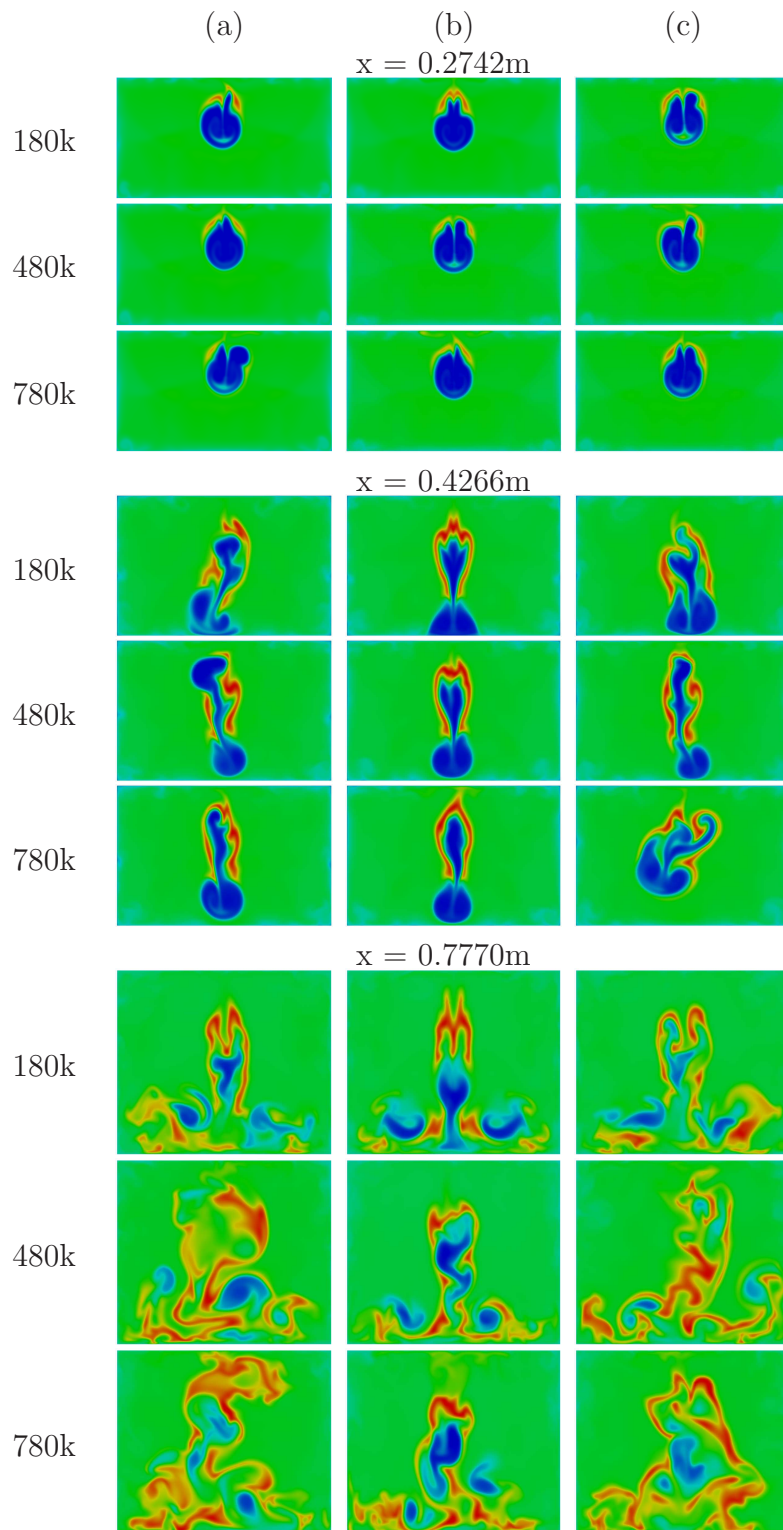 (a) (b) (c)
x = 0.2742m
180k
480k
780k
x = 0.4266m
180k
480k
780k
x = 0.7770m
180k
480k
780k